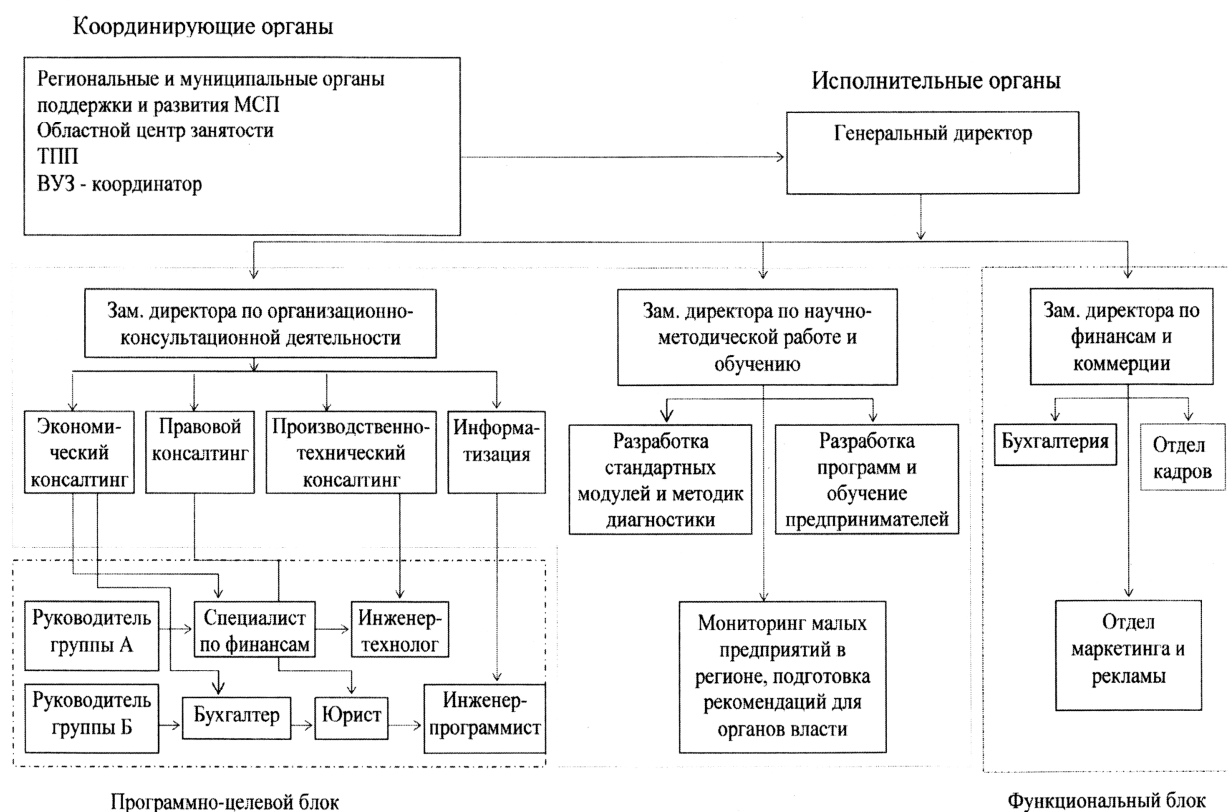 Координирующие органы
Региональные и муниципальные органы
поддержки и развития МСП
Областной центр занятости
ТПП
ВУЗ - координатор
Исполнительные органы
Генеральный директор
Зам. директора по организационно-
консультационной деятельности
Зам. директора по научно-
методической работе и
обучению
Зам. директора по
финансам и
коммерции
Экономи-
ческий
консалтинг
Правовой
консалтинг
Производственно-
технический
консалтинг
Информа-
тизация
Разработка
стандартных
модулей и методик
диагностики
Разработка
программ и
обучение
предпринимателей
Бухгалтерия
Отдел
кадров
Руководитель
группы А
Специалист
по финансам
Инженер-
технолог
Руководитель
группы Б
Бухгалтер
Юрист
Инженер-
программист
Мониторинг малых
предприятий в
регионе, подготовка
рекомендаций для
органов власти
Отдел
маркетинга и
рекламы
Программно-целевой блок
Функциональный блок